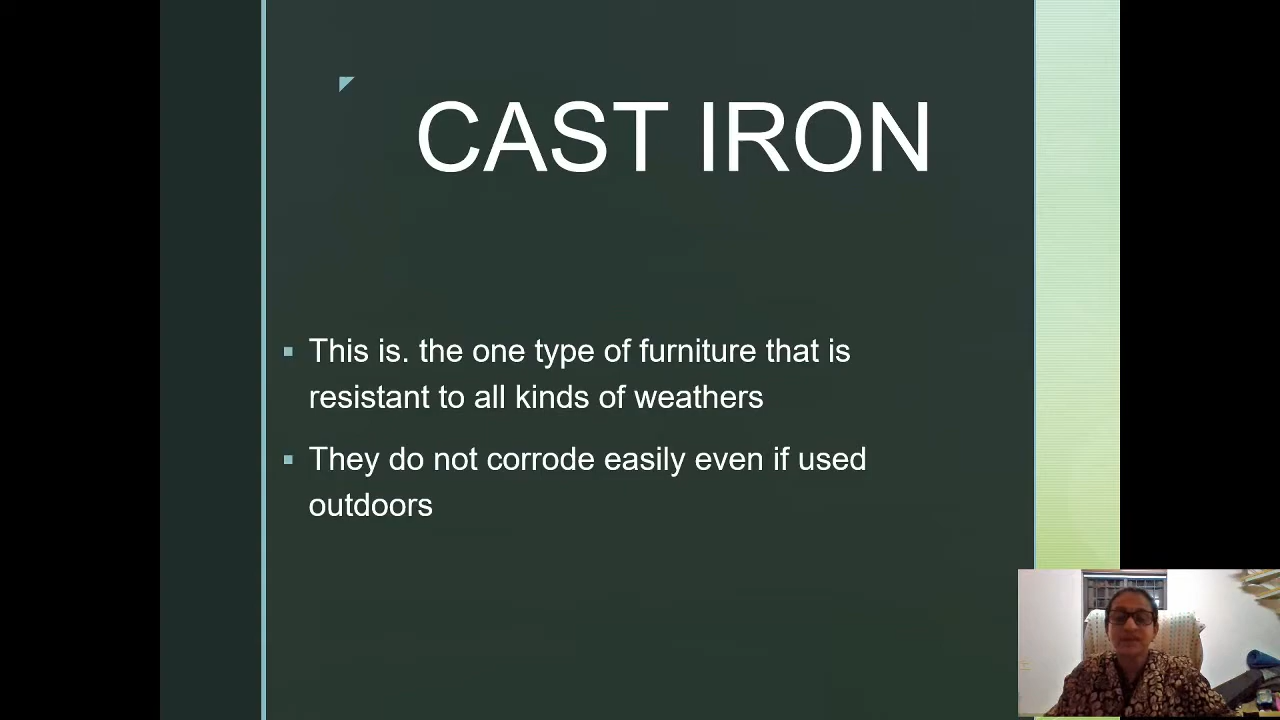 CAST IRON
This is. the one type of furniture that is
resistant to all kinds of weathers
They do not corrode easily even if used
outdoors